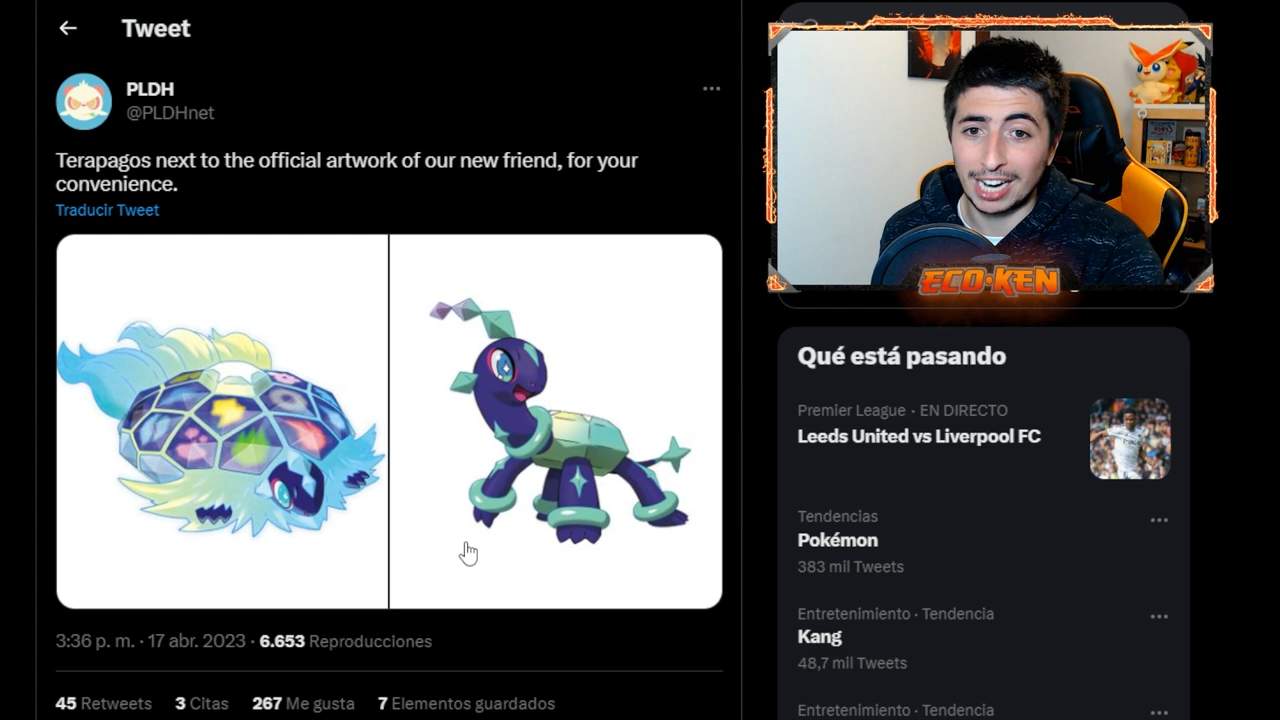 Tweet
PLDH
@PLDHnet
Terapagos next to the official artwork of our new friend, for your
convenience.
Traducir Tweet
3:36 p. m. · 17 abr. 2023 · 6.653 Reproducciones
45 Retweets 3 Citas 267 Me gusta 7 Elementos guardados
ECO·KEN
Qué está pasando
Premier League · EN DIRECTO
Leeds United vs Liverpool FC
Tendencias
Pokémon
383 mil Tweets
Entretenimiento · Tendencia
Kang
48,7 mil Tweets
Entretenimiento · Tendencia